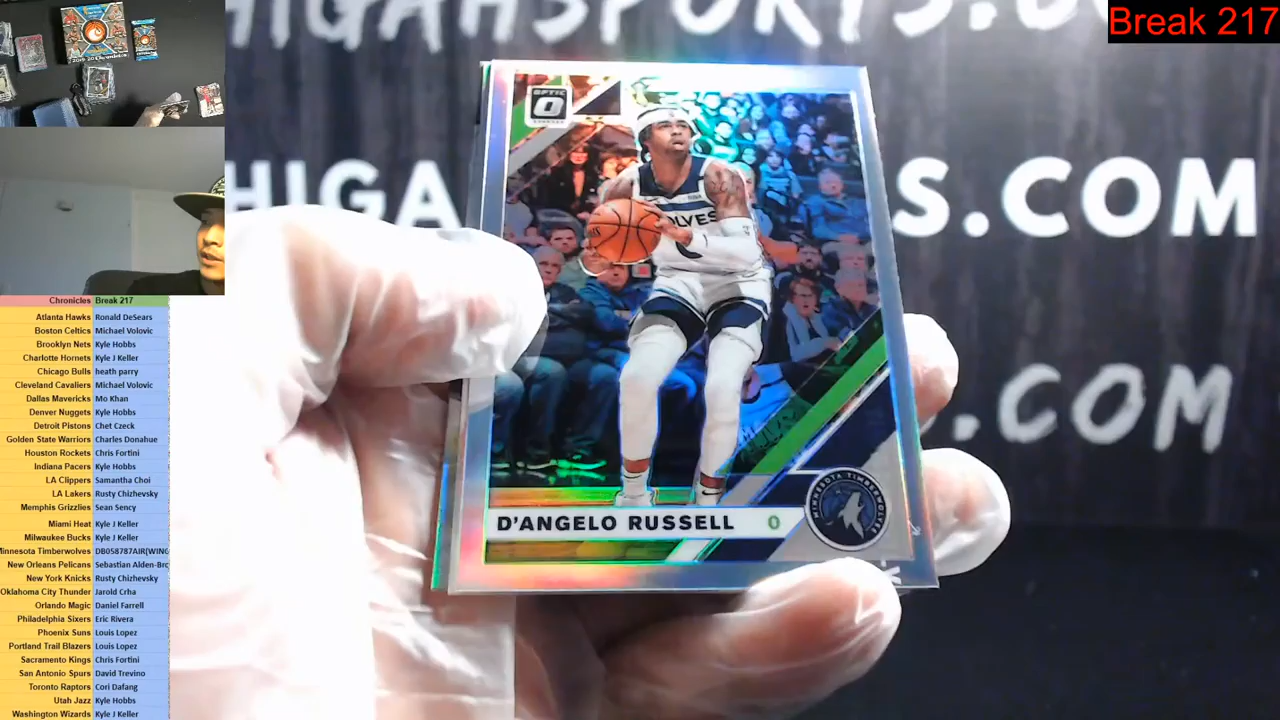 Break 217
HIGAHSPORTS.
HIGAH S.COM
.COM
OPTIC
WOLVES
D'ANGELO RUSSELL 0
MINNESOTA TIMBERWOLVES
Chronicles Break 217
Atlanta Hawks Ronald DeSears
Boston Celtics Michael Volovic
Brooklyn Nets Kyle Hobbs
Charlotte Hornets Kyle J Keller
Chicago Bulls heath parry
Cleveland Cavaliers Michael Volovic
Dallas Mavericks Mo Khan
Denver Nuggets Kyle Hobbs
Detroit Pistons Chet Czeck
Golden State Warriors Charles Donahue
Houston Rockets Chris Fortini
Indiana Pacers Kyle Hobbs
LA Clippers Samantha Choi
LA Lakers Rusty Chizhevsky
Memphis Grizzlies Sean Sency
Miami Heat Kyle J Keller
Milwaukee Bucks Kyle J Keller
Minnesota Timberwolves DB058787AIR(WING
New Orleans Pelicans Sebastian Alden-Bro
New York Knicks Rusty Chizhevsky
Oklahoma City Thunder Jarold Crha
Orlando Magic Daniel Farrell
Philadelphia Sixers Eric Rivera
Phoenix Suns Louis Lopez
Portland Trail Blazers Louis Lopez
Sacramento Kings Chris Fortini
San Antonio Spurs David Trevino
Toronto Raptors Cori Dafang
Utah Jazz Kyle Hobbs
Washington Wizards Kyle J Keller